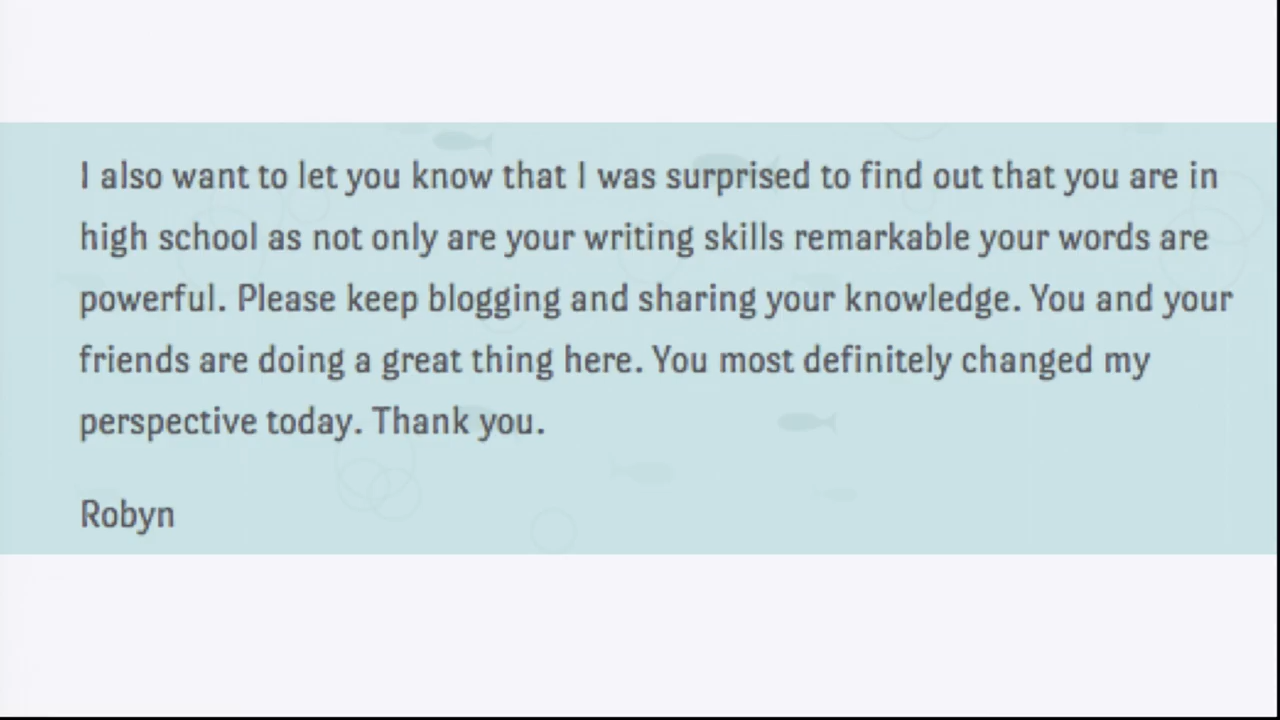 I also want to let you know that I was surprised to find out that you are in
high school as not only are your writing skills remarkable your words are
powerful. Please keep blogging and sharing your knowledge. You and your
friends are doing a great thing here. You most definitely changed my
perspective today. Thank you.
Robyn